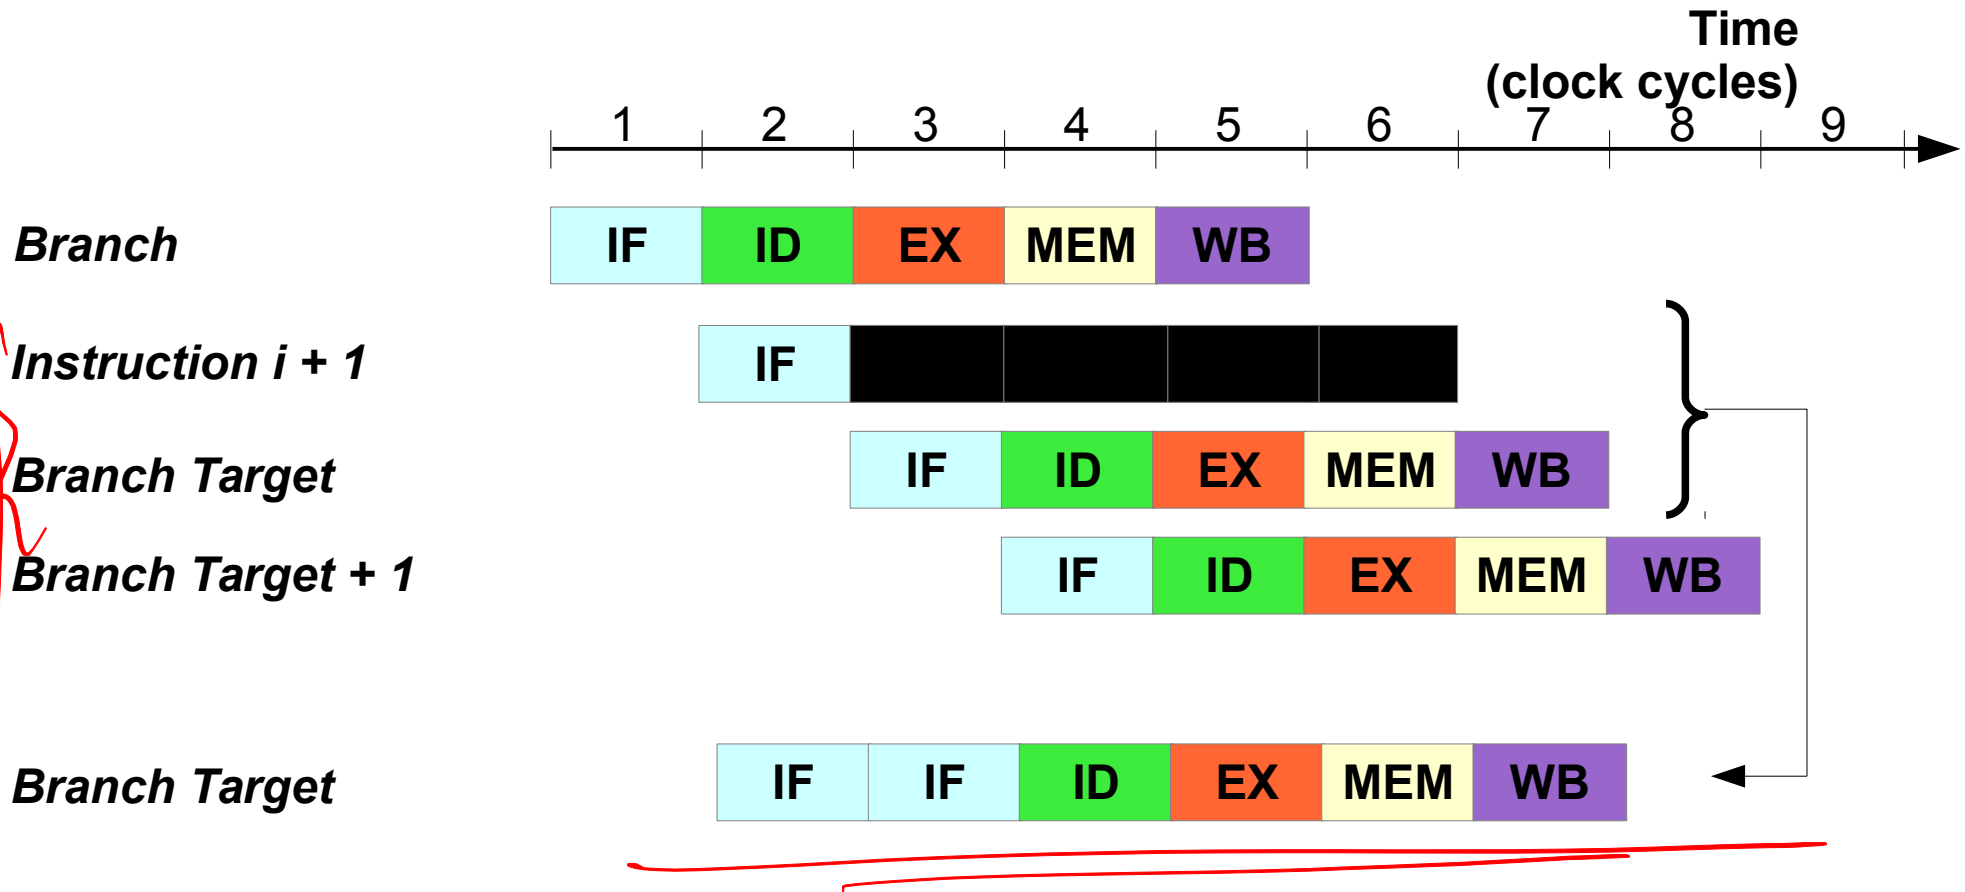 Time
(clock cycles)
1 2 3 4 5 6 7 8 9
Branch IF ID EX MEM WB
Instruction i + 1 IF
Branch Target IF ID EX MEM WB
Branch Target + 1 IF ID EX MEM WB
Branch Target IF IF ID EX MEM WB